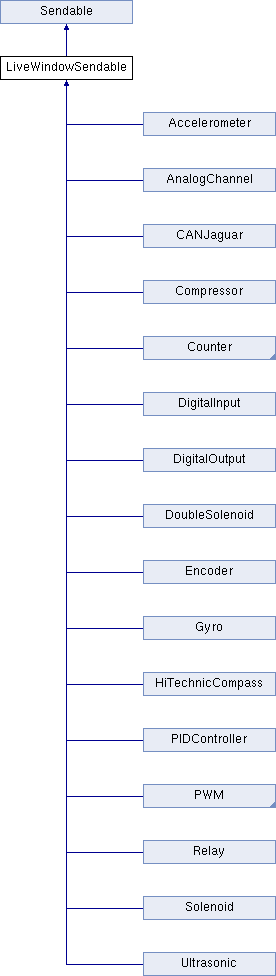 Sendable
LiveWindowSendable
Accelerometer
AnalogChannel
CANJaguar
Compressor
Counter
DigitalInput
DigitalOutput
DoubleSolenoid
Encoder
Gyro
HiTechnicCompass
PIDController
PWM
Relay
Solenoid
Ultrasonic